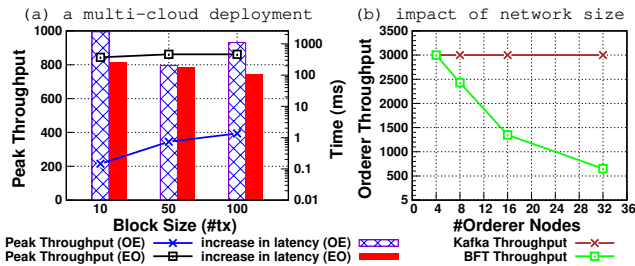 (a) a multi-cloud deployment
1000
800
600
400
200
0
Peak Throughput
1000
100
10
1
0.1
0.01
Time (ms)
10
50
100
Block Size (#tx)
Peak Throughput (OE)
increase in latency (OE)
Peak Throughput (EO)
increase in latency (EO)
(b) impact of network size
3500
3000
2500
2000
1500
1000
500
5
Orderer Throughput
0 4 8 12 16 20 24 28 32 36
#Orderer Nodes
Kafka Throughput
BFT Throughput